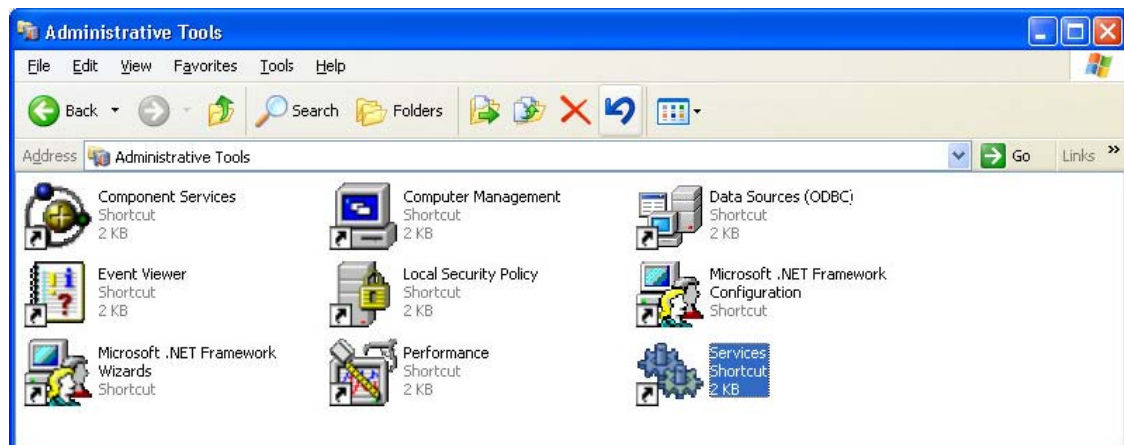 Administrative Tools
File Edit View Favorites Tools Help
Back Search Folders
Address Administrative Tools Go Links »
Component Services
Shortcut
2 KB
Computer Management
Shortcut
2 KB
Data Sources (ODBC)
Shortcut
2 KB
Event Viewer
Shortcut
2 KB
Local Security Policy
Shortcut
2 KB
Microsoft .NET Framework
Configuration
Shortcut
Microsoft .NET Framework
Wizards
Shortcut
Performance
Shortcut
2 KB
Services
Shortcut
2 KB